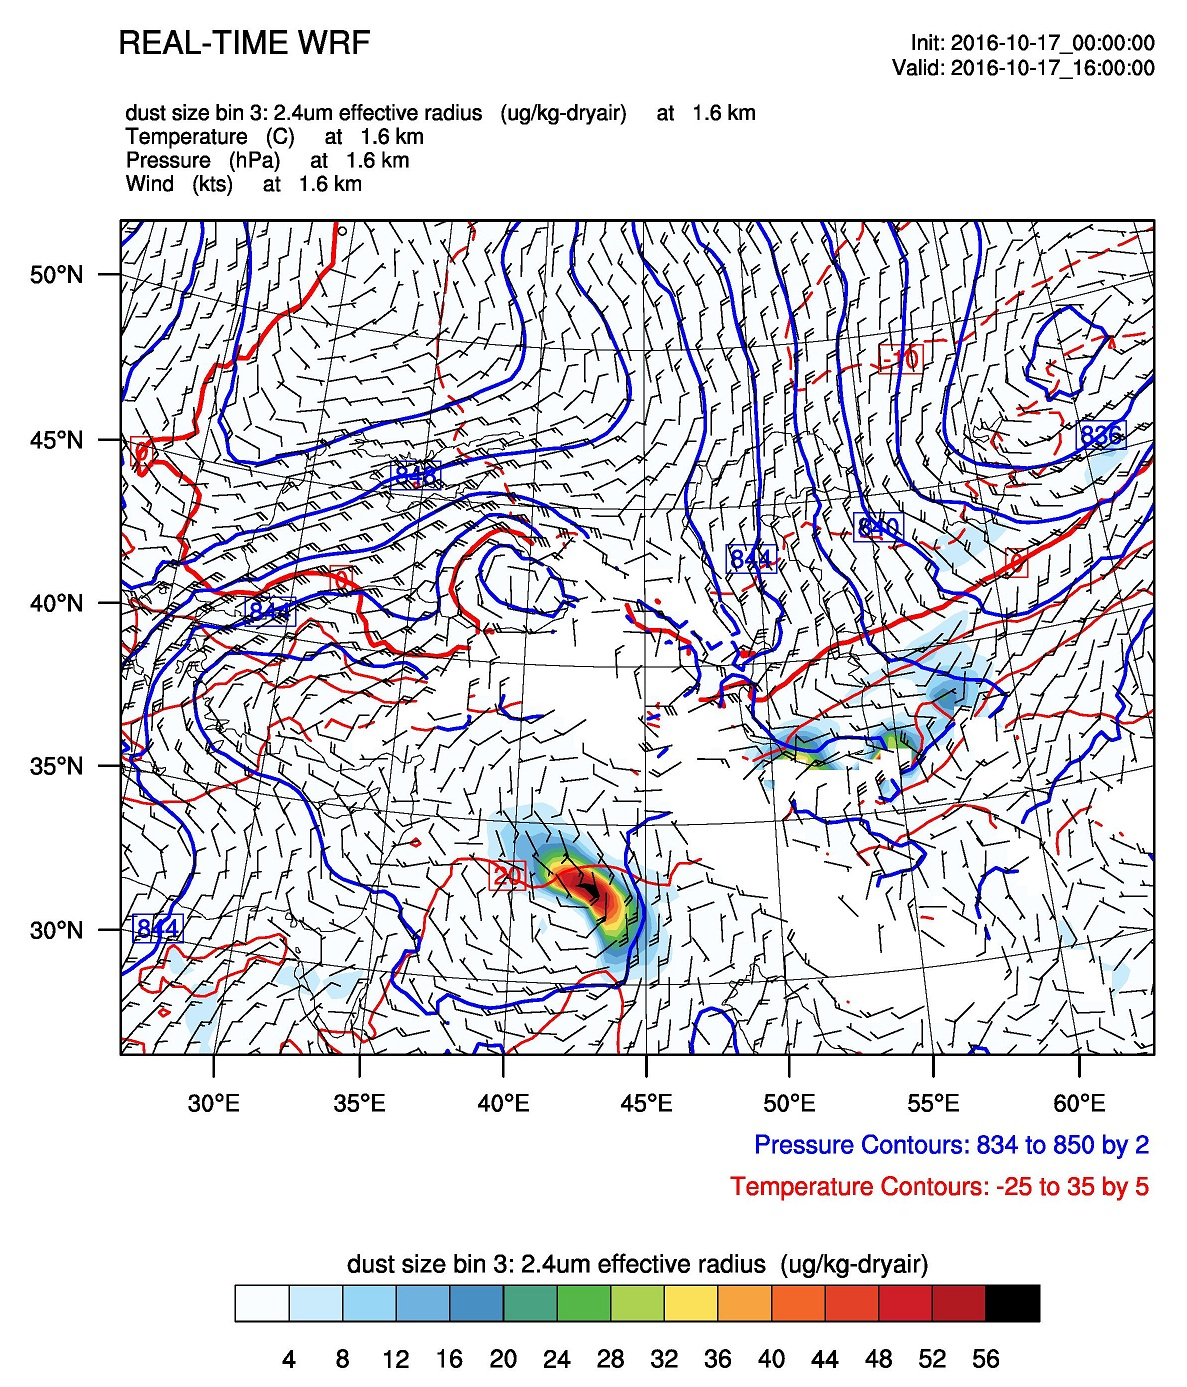 REAL-TIME WRF
Init: 2016-10-17_00:00:00
Valid: 2016-10-17_16:00:00
dust size bin 3: 2.4um effective radius (ug/kg-dryair) at 1.6 km
Temperature (C) at 1.6 km
Pressure (hPa) at 1.6 km
Wind (kts) at 1.6 km
50°N
-10
836
45°N
0
848
840
844
0
0
40°N
844
35°N
20
844
30°N
30°E 35°E 40°E 45°E 50°E 55°E 60°E
Pressure Contours: 834 to 850 by 2
Temperature Contours: -25 to 35 by 5
dust size bin 3: 2.4um effective radius (ug/kg-dryair)
4 8 12 16 20 24 28 32 36 40 44 48 52 56